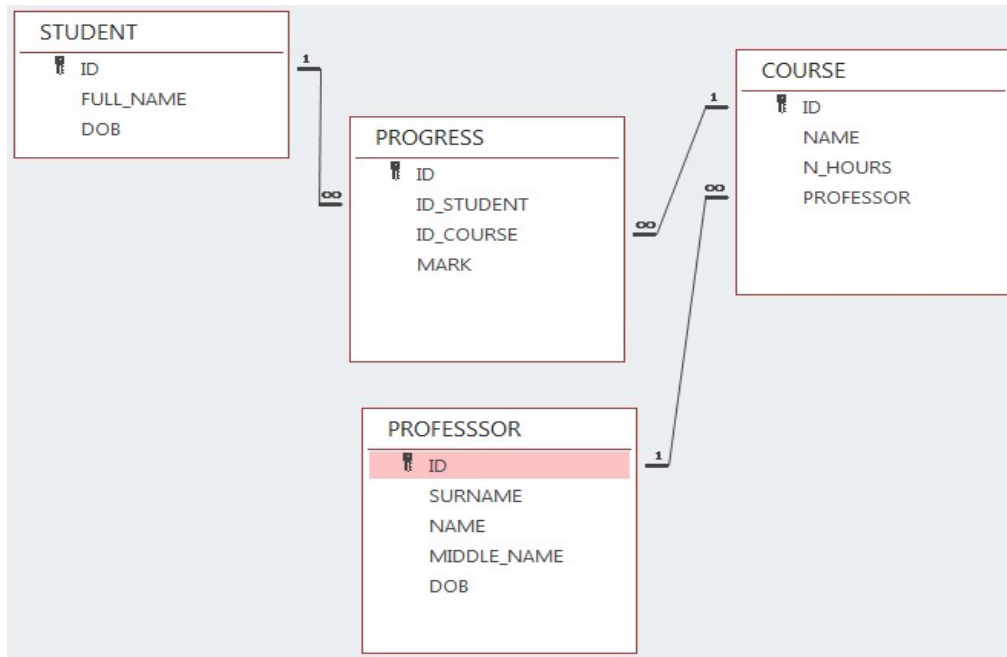 STUDENT
ID
FULL_NAME
DOB
1
∞
PROGRESS
ID
ID_STUDENT
ID_COURSE
MARK
∞
1
COURSE
ID
NAME
N_HOURS
PROFESSOR
∞
1
PROFESSSOR
ID
SURNAME
NAME
MIDDLE_NAME
DOB